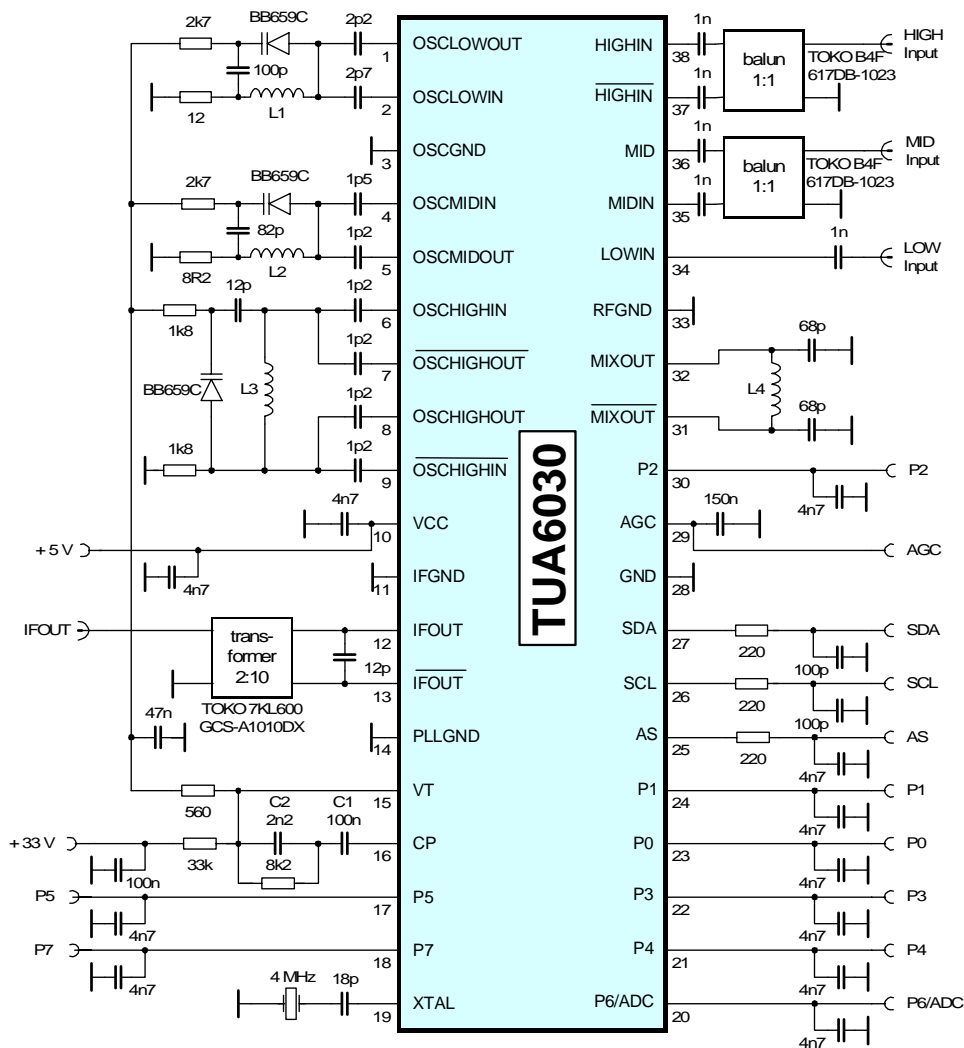 BB659C
2k7
2p2
1
OSCLOWOUT
100p
2p7
12
L1
2
OSCLOWIN
3
OSCGND
BB659C
2k7
1p5
4
OSCMIDIN
82p
1p2
8R2
L2
5
OSCMIDOUT
12p
1p2
1k8
6
OSCHIGHIN
1p2
7
OSCHIGHOUT
BB659C
L3
1p2
8
OSCHIGHOUT
1k8
1p2
9
OSCHIGHIN
4n7
10
VCC
+ 5 V
4n7
11
IFGND
IFOUT
trans-
former
2:10
12
IFOUT
12p
13
IFOUT
TOKO 7KL600
GCS-A1010DX
47n
14
PLLGND
560
15
VT
C2
2n2
C1
100n
+ 33 V
33k
8k2
16
CP
100n
P5
17
P5
4n7
P7
18
P7
4n7
4 MHz
18p
19
XTAL
TUA6030
HIGHIN
38
1n
balun
1:1
TOKO B4F
617DB-1023
HIGH
Input
HIGHIN
37
1n
MID
36
1n
balun
1:1
TOKO B4F
617DB-1023
MID
Input
MIDIN
35
1n
LOWIN
34
1n
LOW
Input
RFGND
33
MIXOUT
32
68p
L4
MIXOUT
31
68p
P2
30
4n7
P2
AGC
29
150n
AGC
GND
28
SDA
27
220
100p
SDA
SCL
26
220
100p
SCL
AS
25
220
4n7
AS
P1
24
4n7
P1
P0
23
4n7
P0
P3
22
4n7
P3
P4
21
4n7
P4
P6/ADC
20
4n7
P6/ADC